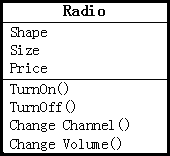 Radio
Shape
Size
Price
TurnOn()
TurnOff()
Change Channel()
Change Volume()